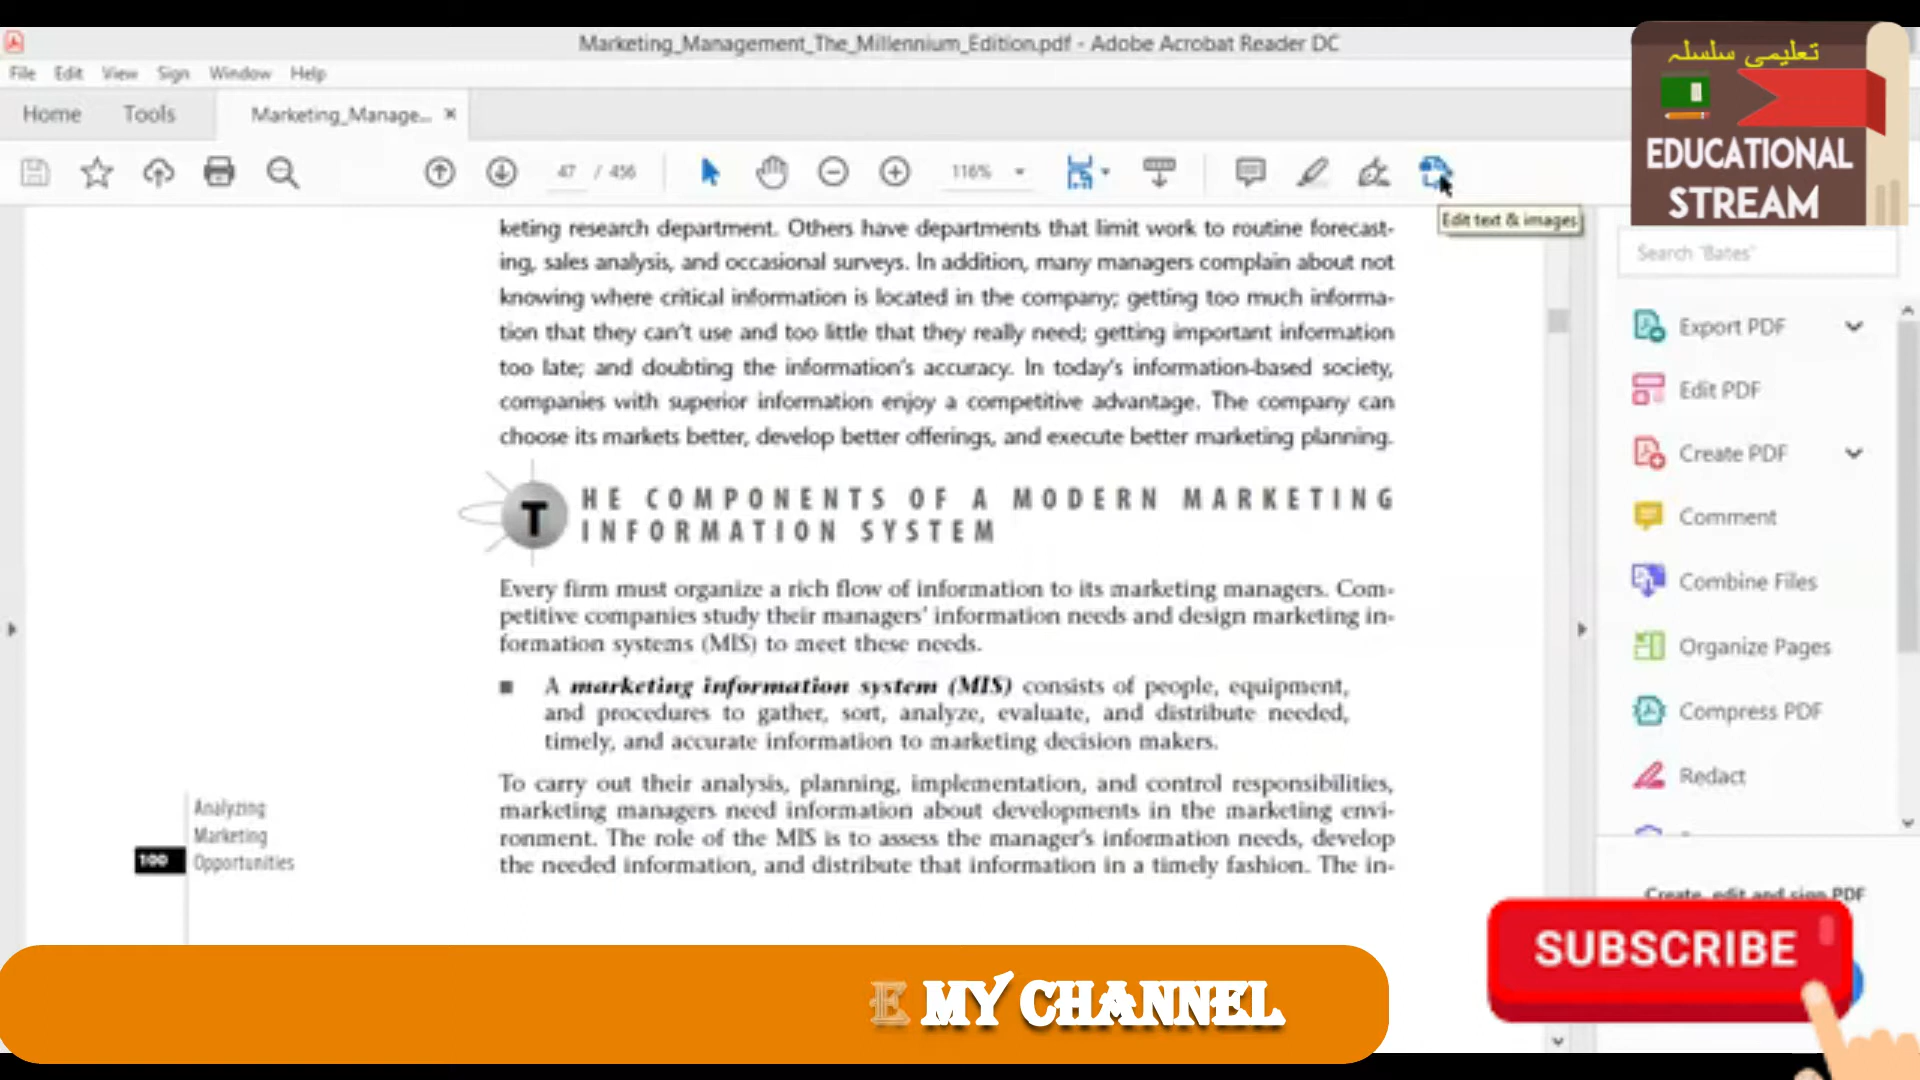 Marketing_Management_The_Millennium_Edition.pdf - Adobe Acrobat Reader DC
File Edit View Sign Window Help
Home Tools Marketing_Manage... ×
47 / 456 116%
Edit text & images
تعلیمی سلسلہ
EDUCATIONAL
STREAM
Search "Bates"
keting research department. Others have departments that limit work to routine forecast-
ing, sales analysis, and occasional surveys. In addition, many managers complain about not
knowing where critical information is located in the company; getting too much informa-
tion that they can't use and too little that they really need; getting important information
too late; and doubting the information's accuracy. In today's information-based society,
companies with superior information enjoy a competitive advantage. The company can
choose its markets better, develop better offerings, and execute better marketing planning.
THE COMPONENTS OF A MODERN MARKETING
INFORMATION SYSTEM
Every firm must organize a rich flow of information to its marketing managers. Com-
petitive companies study their managers' information needs and design marketing in-
formation systems (MIS) to meet these needs.
■ A marketing information system (MIS) consists of people, equipment,
and procedures to gather, sort, analyze, evaluate, and distribute needed,
timely, and accurate information to marketing decision makers.
To carry out their analysis, planning, implementation, and control responsibilities,
marketing managers need information about developments in the marketing envi-
ronment. The role of the MIS is to assess the manager's information needs, develop
the needed information, and distribute that information in a timely fashion. The in-
Analyzing
Marketing
100 Opportunities
Export PDF
Edit PDF
Create PDF
Comment
Combine Files
Organize Pages
Compress PDF
Redact
Create, edit and sign PDF
E MY CHANNEL
SUBSCRIBE